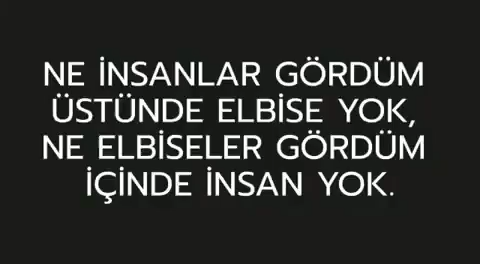 NE İNSANLAR GÖRDÜM
ÜSTÜNDE ELBİSE YOK,
NE ELBİSELER GÖRDÜM
İÇİNDE İNSAN YOK.